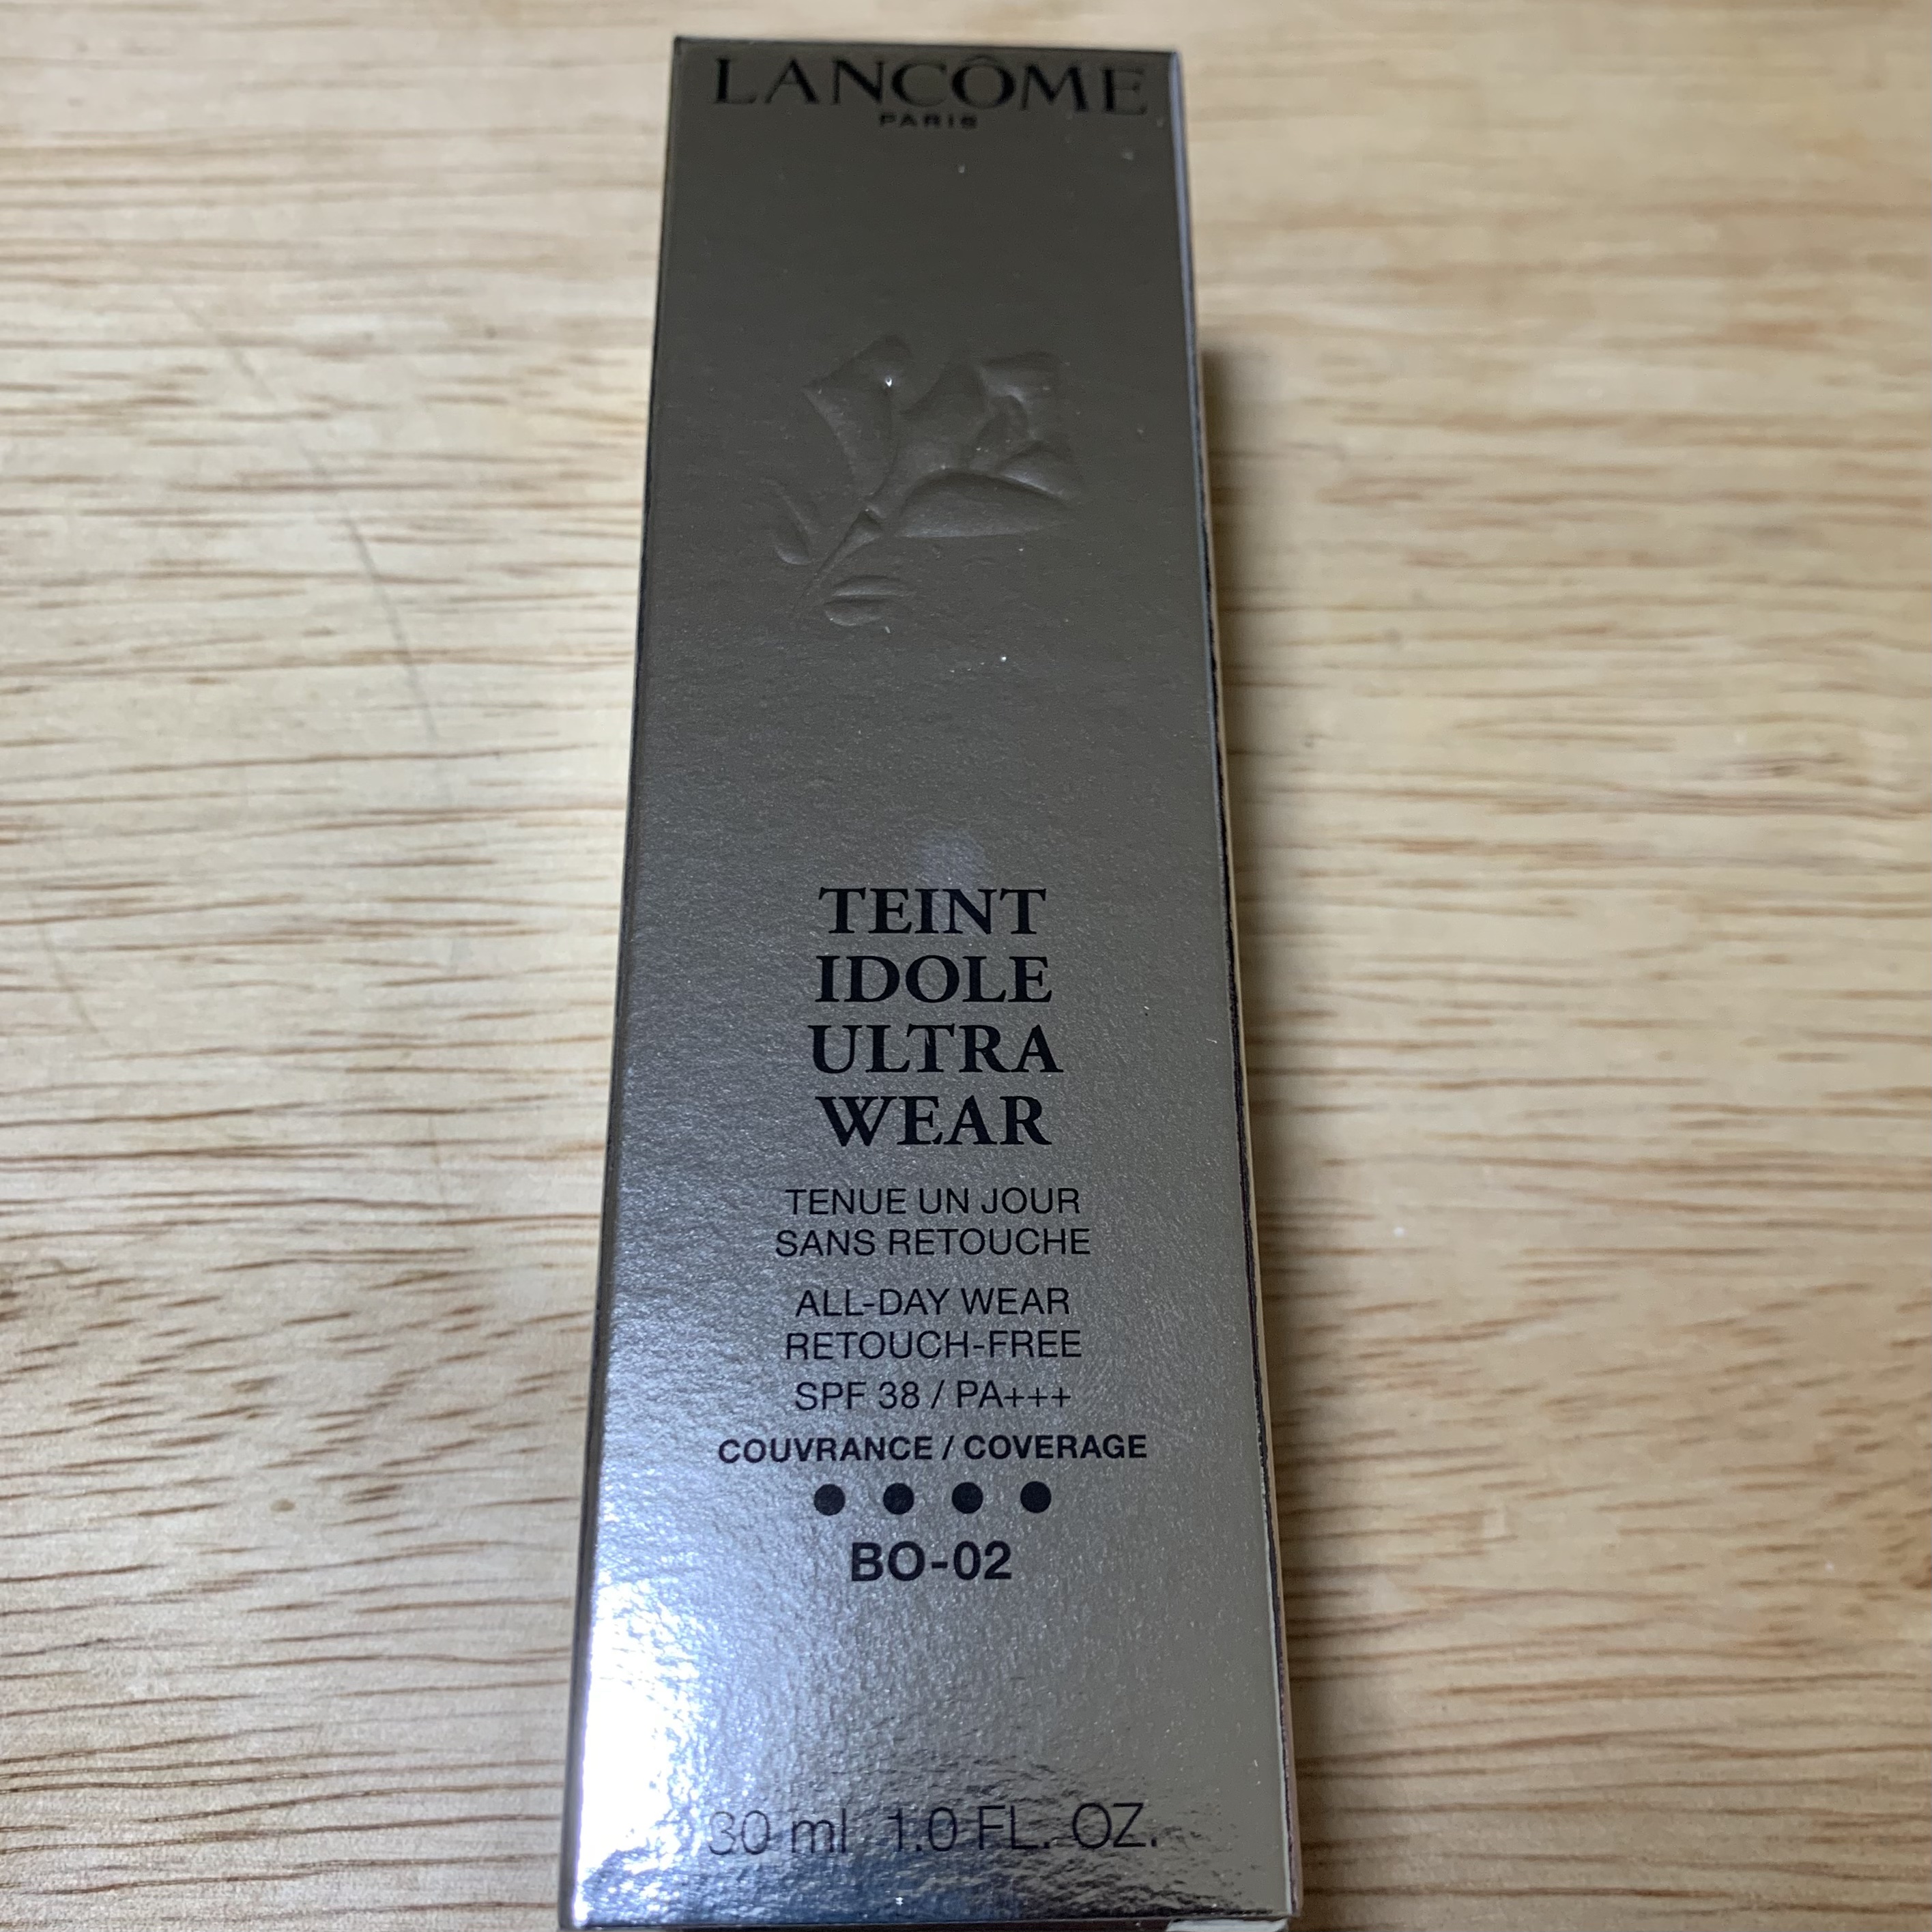 LANCÔME
PARIS
TEINT
IDOLE
ULTRA
WEAR
TENUE UN JOUR
SANS RETOUCHE
ALL-DAY WEAR
RETOUCH-FREE
SPF 38 / PA+++
COUVRANCE / COVERAGE
BO-02
30 ml 1.0 FL. OZ.